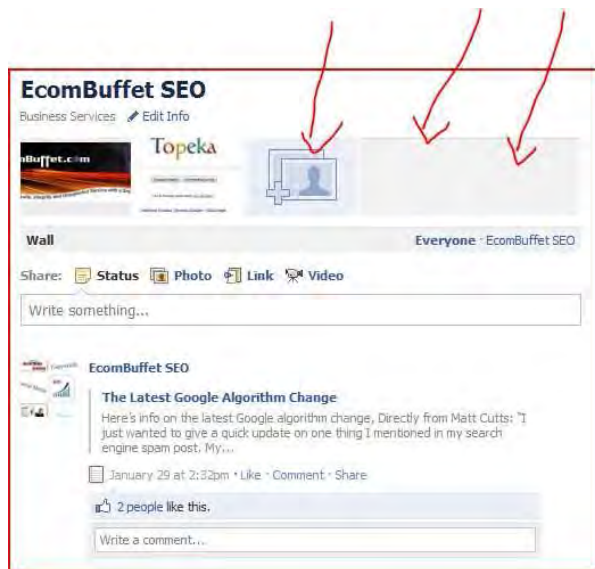 EcomBuffet SEO
Business Services Edit Info
nBuffet.c m
Topeka
Wall Everyone · EcomBuffet SEO
Share: Status Photo Link Video
Write something...
EcomBuffet SEO
The Latest Google Algorithm Change
Here's info on the latest Google algorithm change, Directly from Matt Cutts: "I
just wanted to give a quick update on one thing I mentioned in my search
engine spam post. My...
January 29 at 2:32pm · Like · Comment · Share
2 people like this.
Write a comment...